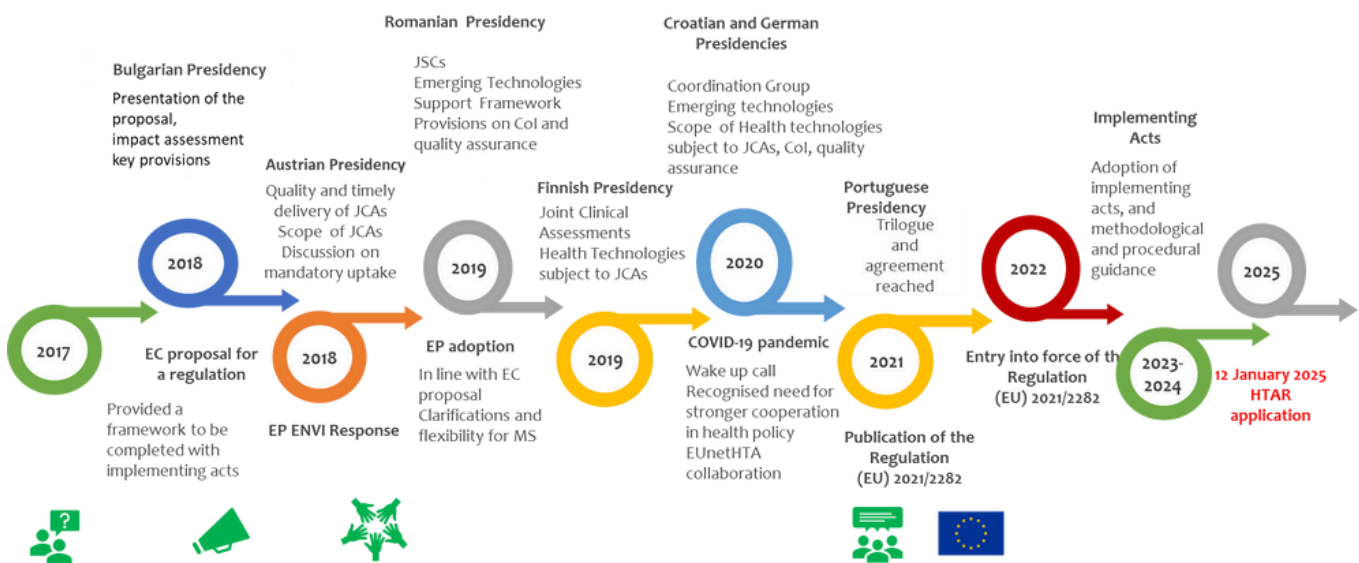 2017
EC proposal for
a regulation
Provided a
framework to be
completed with
implementing acts
Bulgarian Presidency
Presentation of the
proposal,
impact assessment
key provisions
2018
Austrian Presidency
Quality and timely
delivery of JCAs
Scope of JCAs
Discussion on
mandatory uptake
2018
EP ENVI Response
Romanian Presidency
JSCs
Emerging Technologies
Support Framework
Provisions on CoI and
quality assurance
2019
EP adoption
In line with EC
proposal
Clarifications and
flexibility for MS
Finnish Presidency
Joint Clinical
Assessments
Health Technologies
subject to JCAs
2019
Croatian and German
Presidencies
Coordination Group
Emerging technologies
Scope of Health technologies
subject to JCAs, CoI, quality
assurance
2020
COVID-19 pandemic
Wake up call
Recognised need for
stronger cooperation
in health policy
EUnetHTA
collaboration
Portuguese
Presidency
Trilogue
and
agreement
reached
2021
Publication of the
Regulation
(EU) 2021/2282
2022
Entry into force of the
Regulation
(EU) 2021/2282
Implementing
Acts
Adoption of
implementing
acts, and
methodological
and procedural
guidance
2023-
2024
2025
12 January 2025
HTAR
application
?